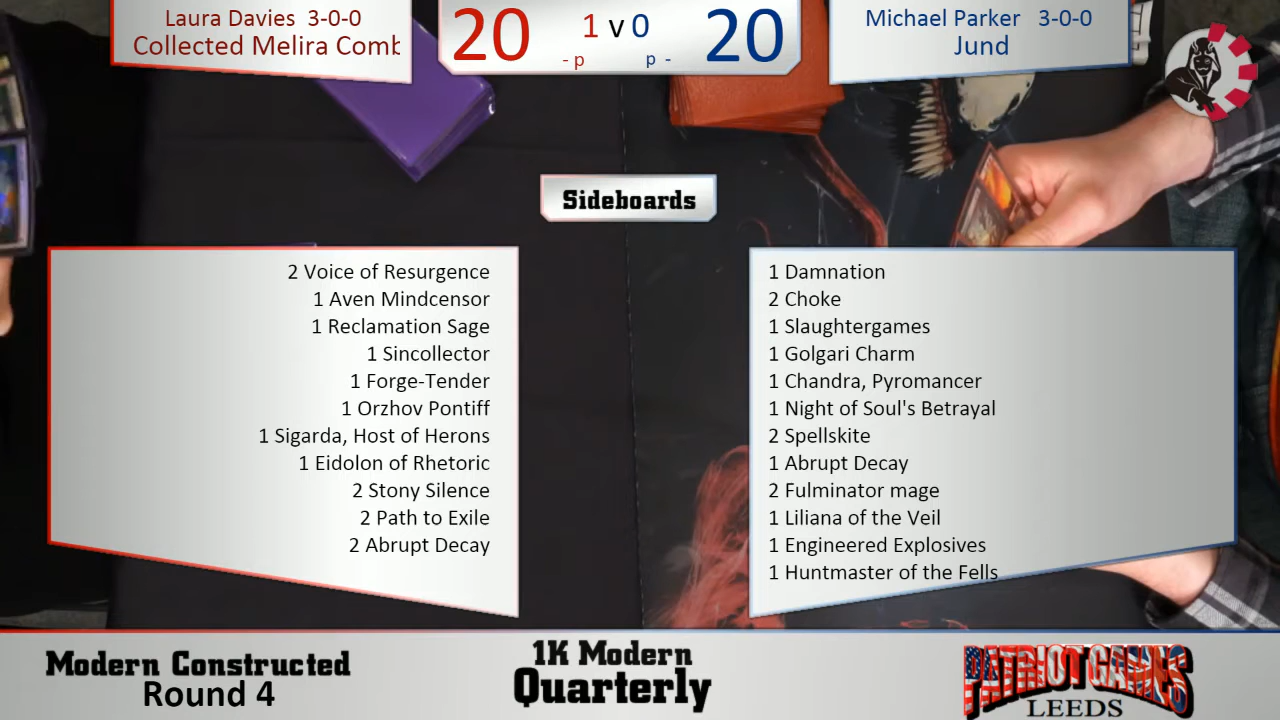 Laura Davies 3-0-0
Collected Melira Comb
20 1 v 0 20
- p p -
Michael Parker 3-0-0
Jund
Sideboards
2 Voice of Resurgence
1 Aven Mindcensor
1 Reclamation Sage
1 Sincollector
1 Forge-Tender
1 Orzhov Pontiff
1 Sigarda, Host of Herons
1 Eidolon of Rhetoric
2 Stony Silence
2 Path to Exile
2 Abrupt Decay
1 Damnation
2 Choke
1 Slaughtergames
1 Golgari Charm
1 Chandra, Pyromancer
1 Night of Soul's Betrayal
2 Spellskite
1 Abrupt Decay
2 Fulminator mage
1 Liliana of the Veil
1 Engineered Explosives
1 Huntmaster of the Fells
Modern Constructed
Round 4
1K Modern
Quarterly
PATRIOT GAMES
LEEDS